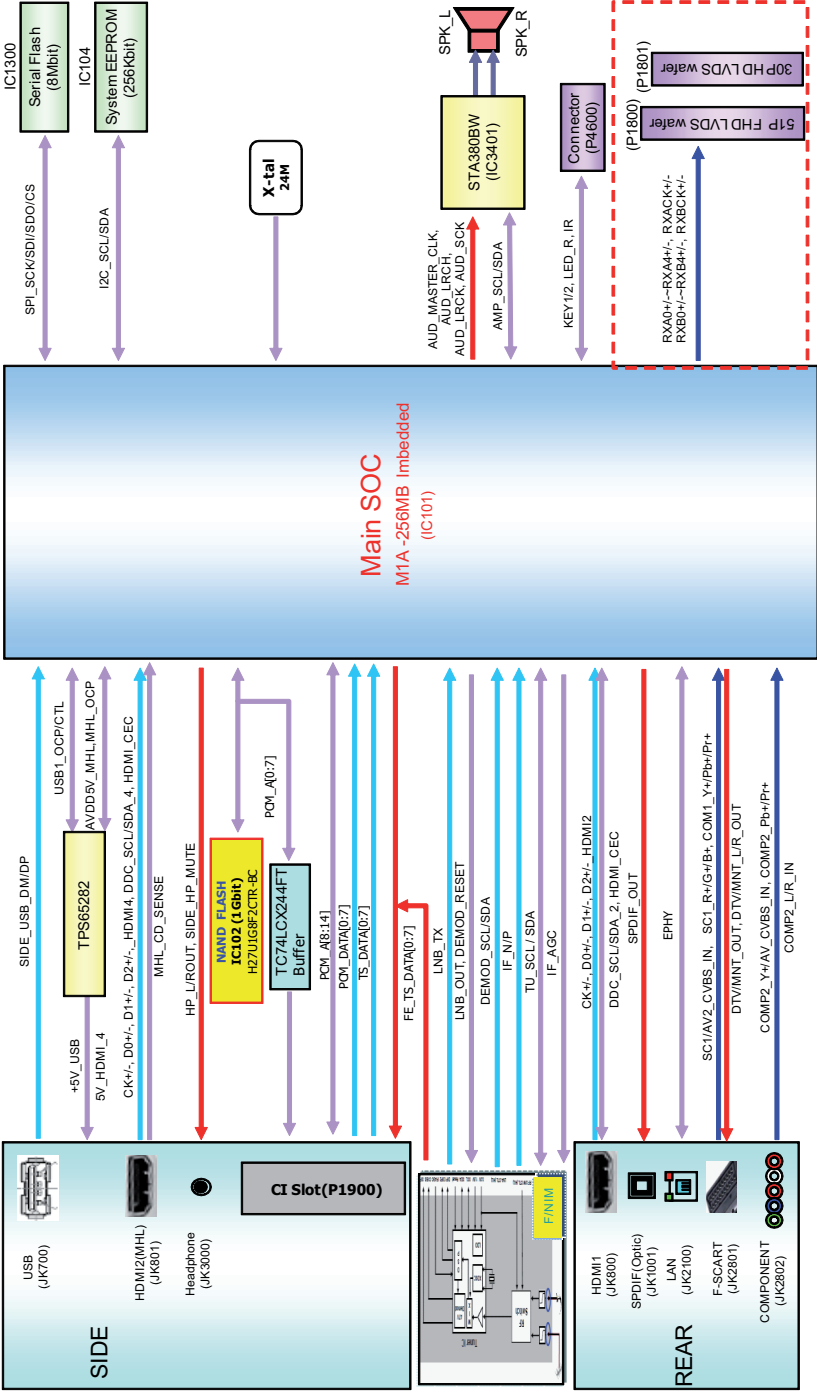 IC1300
Serial Flash
(8Mbit)
IC104
System EEPROM
(256Kbit)
SPI_SCK/SDI/SDO/CS
I2C_SCL/SDA
X-tal
24M
SPK_L
SPK_R
STA380BW
(IC3401)
AUD_MASTER_CLK,
AUD_LRCH,
AUD_LRCK, AUD_SCK
AMP_SCL/SDA
Connector
(P4600)
KEY1/2, LED_R, IR
(P1801)
30P HD LVDS wafer
(P1800)
51P FHD LVDS wafer
RXA0+/-~RXA4+/-, RXACK+/-
RXB0+/-~RXB4+/-, RXBCK+/-
Main SOC
M1A -256MB Imbedded
(IC101)
SIDE_USB_DM/DP
USB1_OCP/CTL
AVDD5V_MHL,MHL_OCP
TPS65282
+5V_USB
5V_HDMI_4
CK+/-, D0+/-, D1+/-, D2+/-_HDMI4, DDC_SCL/SDA_4, HDMI_CEC
MHL_CD_SENSE
HP_L/ROUT, SIDE_HP_MUTE
NAND FLASH
IC102 (1Gbit)
H27U1G8F2CTR-BC
PCM_A[0:7]
TC74LCX244FT
Buffer
PCM_A[8:14]
PCM_DATA[0:7]
TS_DATA[0:7]
FE_TS_DATA[0:7]
LNB_TX
LNB_OUT, DEMOD_RESET
DEMOD_SCL/SDA
IF_N/P
TU_SCL / SDA
IF_AGC
CK+/-, D0+/-, D1+/-, D2+/-_HDMI2
DDC_SCL/SDA_2, HDMI_CEC
SPDIF_OUT
EPHY
SC1/AV2_CVBS_IN, SC1_R+/G+/B+, COM1_Y+/Pb+/Pr+
DTV/MNT_OUT, DTV/MNT_L/R_OUT
COMP2_Y+/AV_CVBS_IN, COMP2_Pb+/Pr+
COMP2_L/R_IN
SIDE
USB
(JK700)
HDMI2(MHL)
(JK801)
Headphone
(JK3000)
CI Slot(P1900)
F/NIM
Tuner IC
RF
Switch
REAR
HDMI1
(JK800)
SPDIF(Optic)
(JK1001)
LAN
(JK2100)
F-SCART
(JK2801)
COMPONENT
(JK2802)